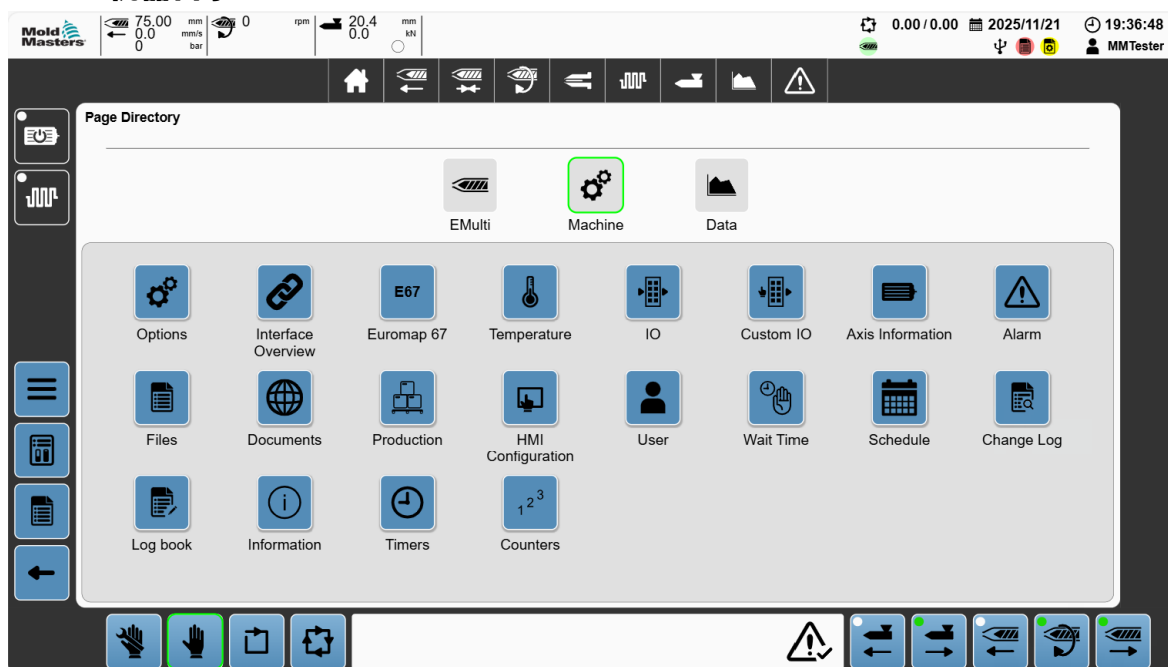 Mold
Masters
75.00 mm
0.0 mm/s
0 bar
0 rpm
20.4 mm
0.0 kN
0.00 / 0.00
2025/11/21
19:36:48
MMTester
Page Directory
EMulti
Machine
Data
E67
Options
Interface
Overview
Euromap 67
Temperature
IO
Custom IO
Axis Information
Alarm
Files
Documents
Production
HMI
Configuration
User
Wait Time
Schedule
Change Log
1 2 3
Log book
Information
Timers
Counters